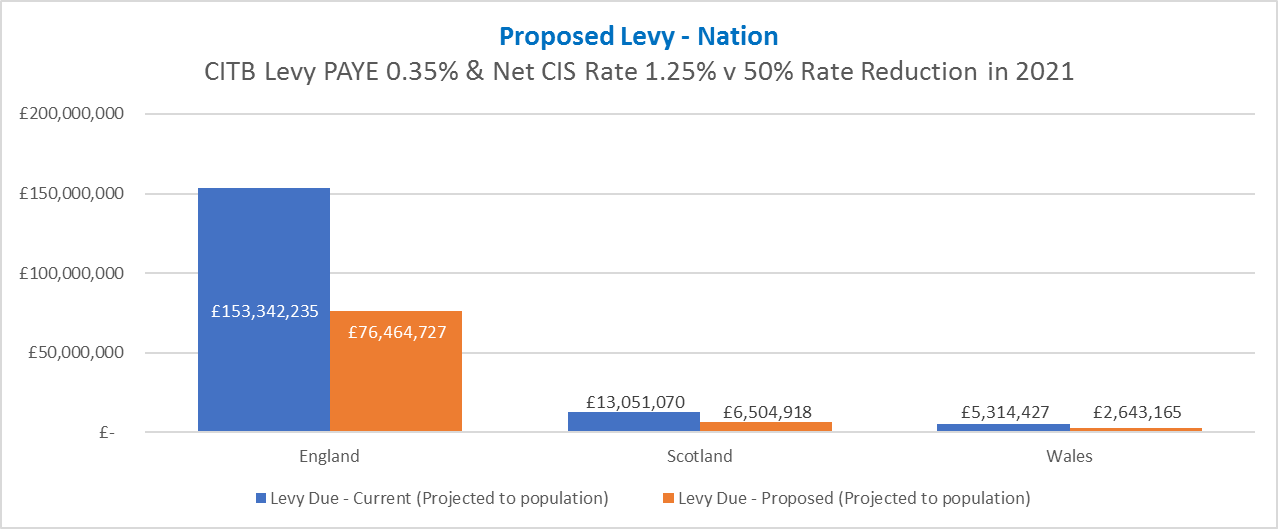 Proposed Levy - Nation
CITB Levy PAYE 0.35% & Net CIS Rate 1.25% v 50% Rate Reduction in 2021
£200,000,000
£150,000,000
£100,000,000
£50,000,000
£-
£153,342,235
£76,464,727
£13,051,070
£6,504,918
£5,314,427
£2,643,165
England
Scotland
Wales
Levy Due - Current (Projected to population)
Levy Due - Proposed (Projected to population)